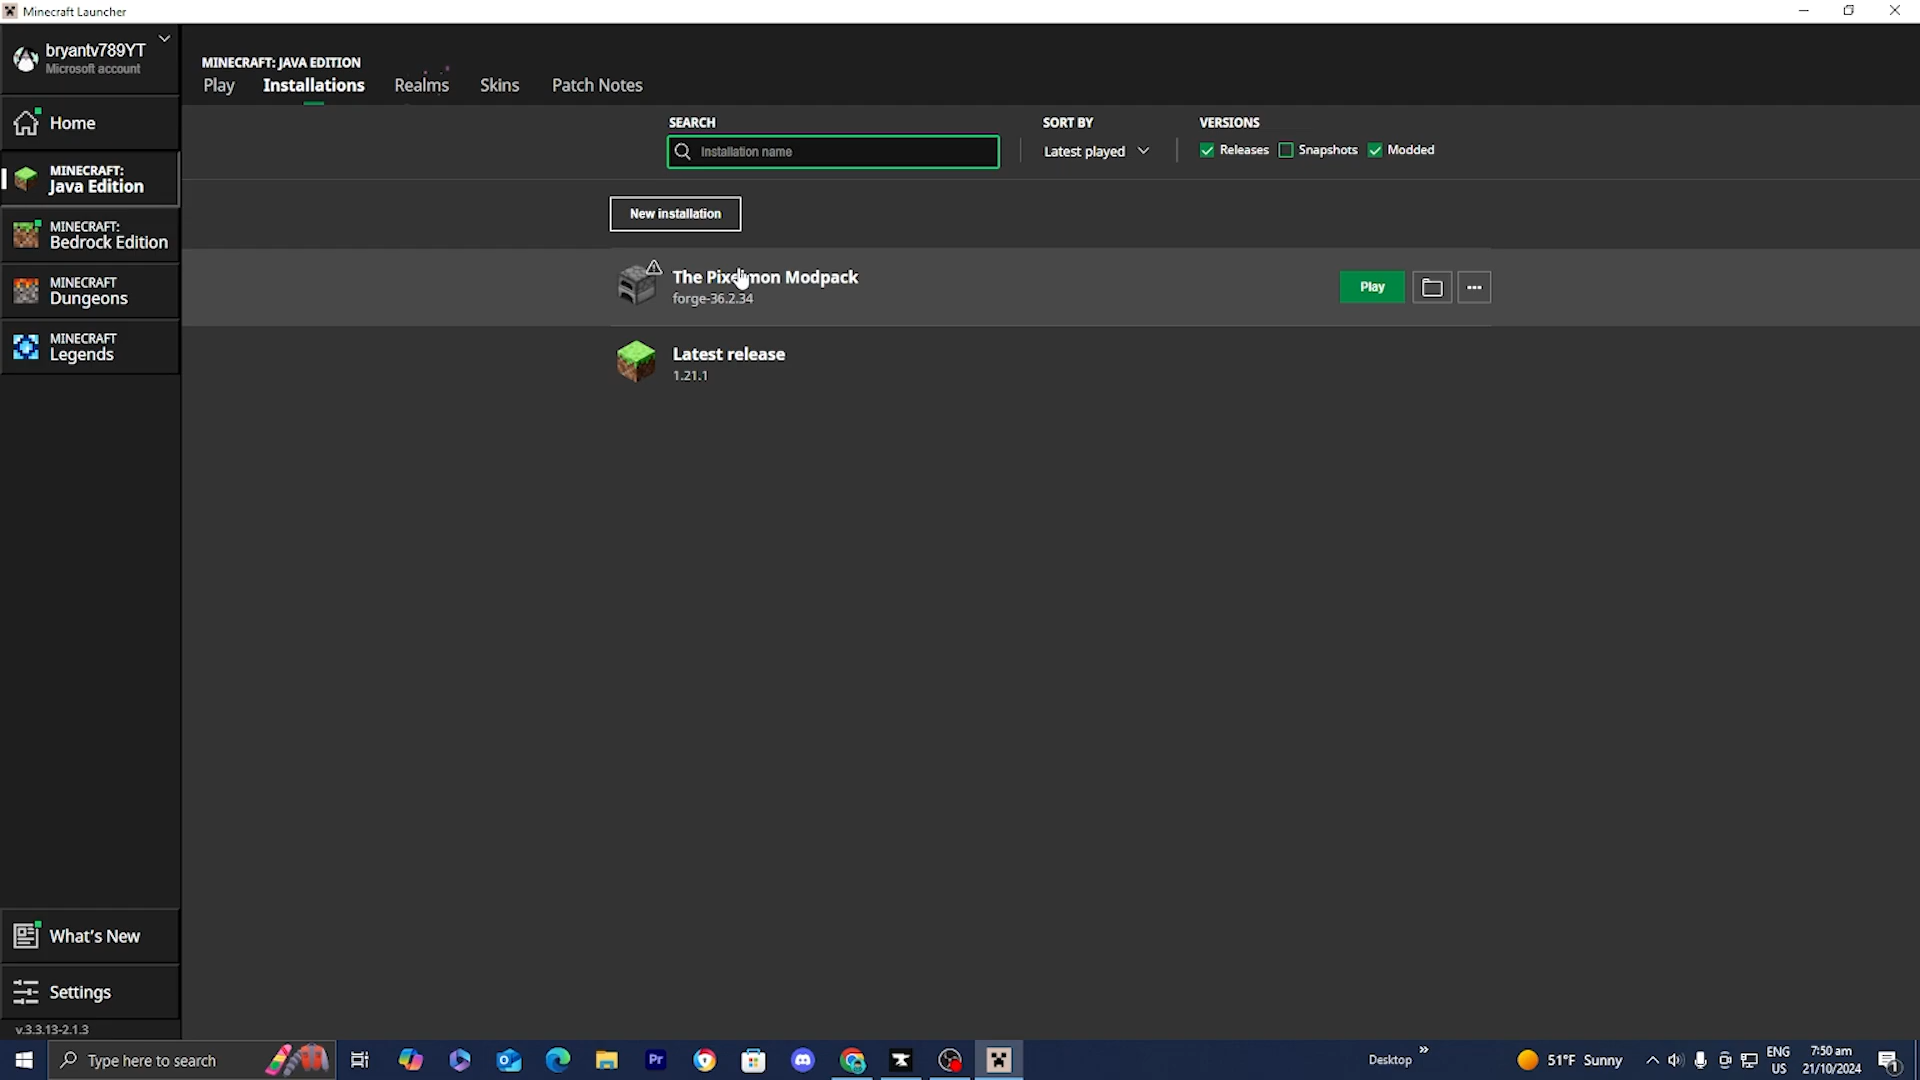 Minecraft Launcher
bryantv789YT
Microsoft account
Home
MINECRAFT:
Java Edition
MINECRAFT:
Bedrock Edition
MINECRAFT
Dungeons
MINECRAFT
Legends
What's New
Settings
v.3.3.13-2.1.3
MINECRAFT: JAVA EDITION
Play Installations Realms Skins Patch Notes
SEARCH
Installation name
SORT BY
Latest played
VERSIONS
Releases Snapshots Modded
New installation
The Pixelmon Modpack
forge-36.2.34
Play
Latest release
1.21.1
Type here to search
Pr
Desktop
51°F Sunny
ENG
US
7:50 am
21/10/2024
1